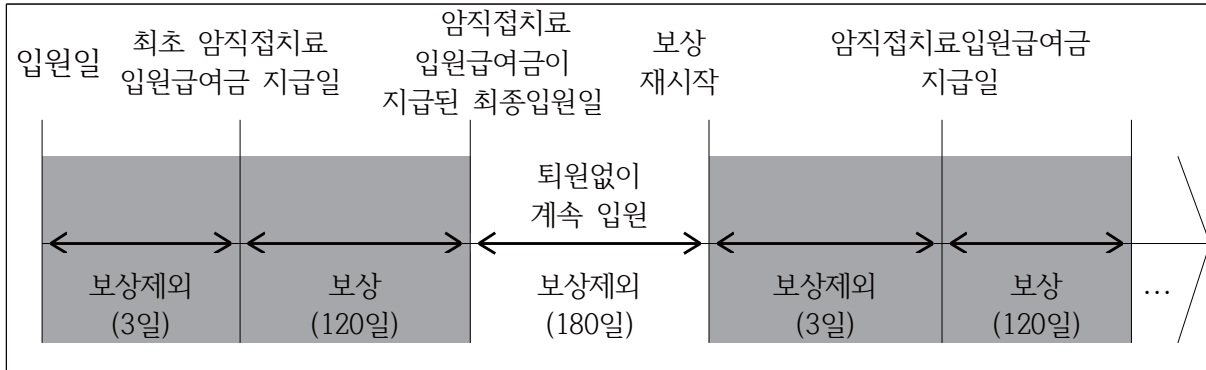 입원일
최초 암직접치료
입원급여금 지급일
암직접치료
입원급여금이
지급된 최종입원일
보상
재시작
암직접치료입원급여금
지급일
퇴원없이
계속 입원
보상제외
(3일)
보상
(120일)
보상제외
(180일)
보상제외
(3일)
보상
(120일)
…